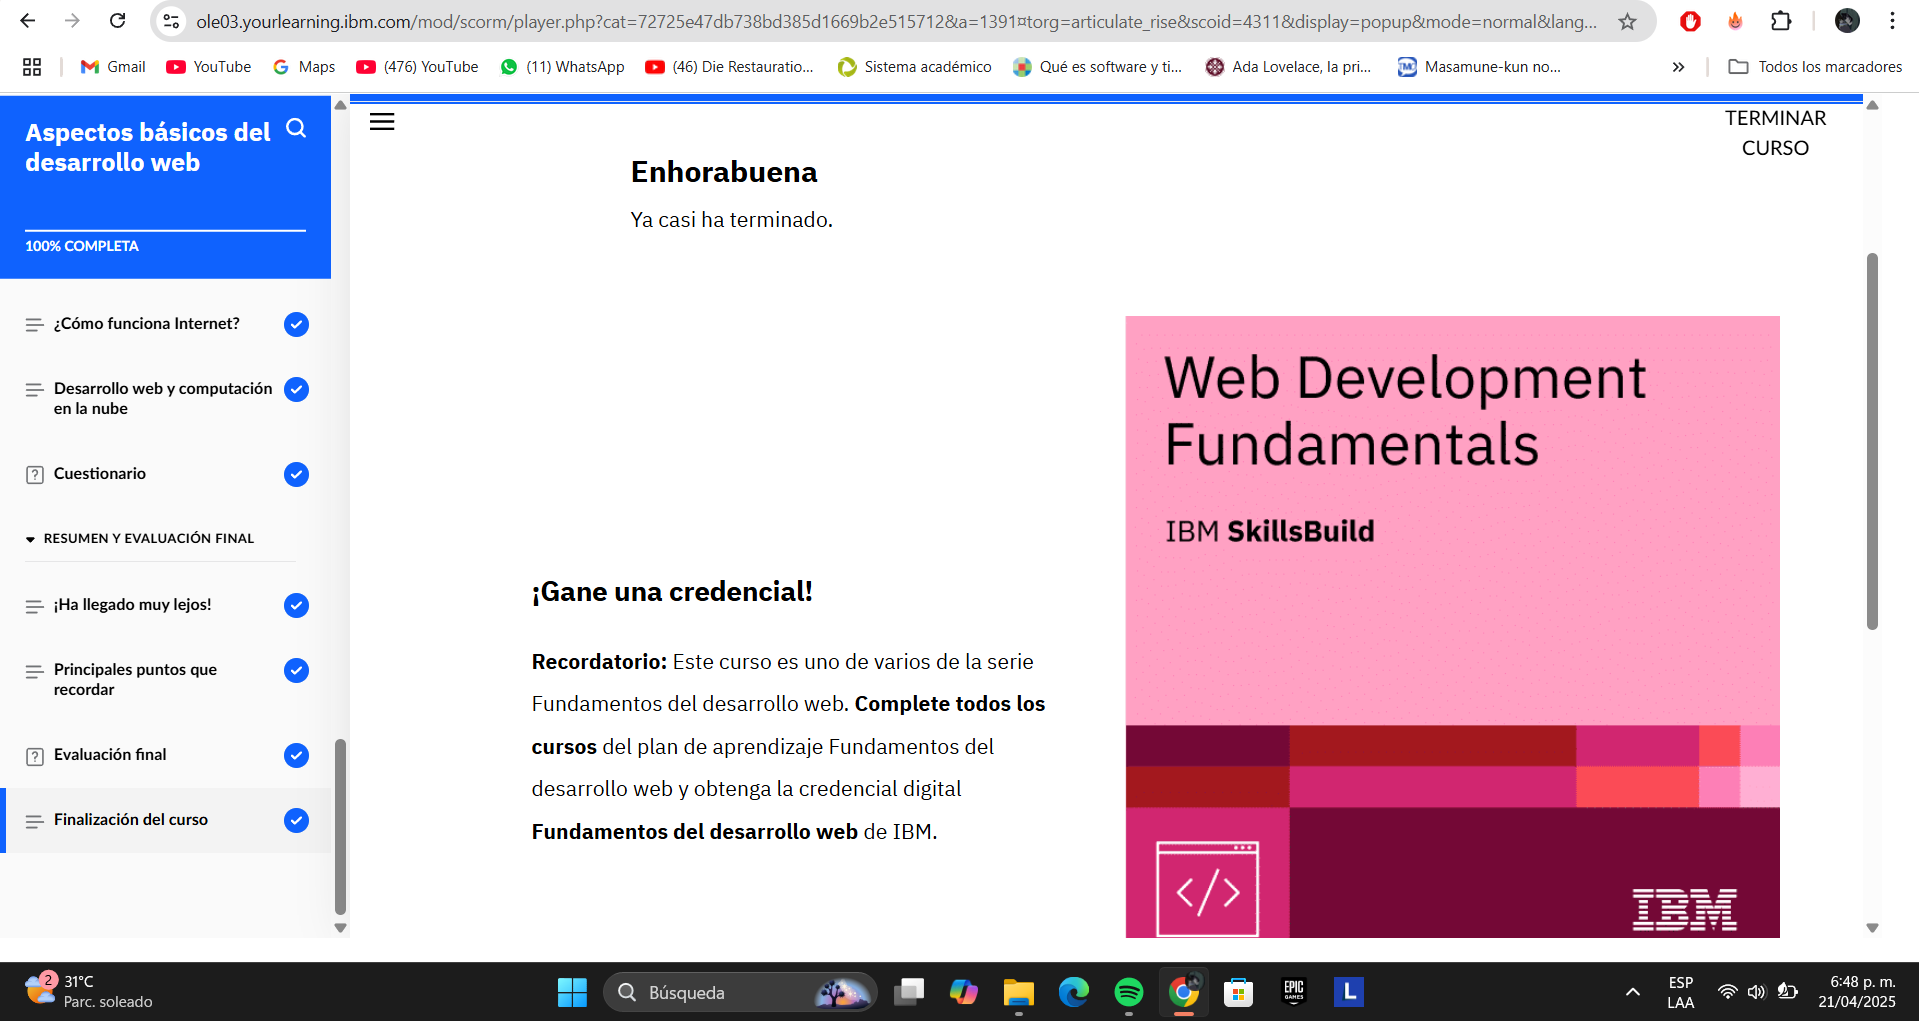 ole03.yourlearning.ibm.com/mod/scorm/player.php?cat=72725e47db738bd385d1669b2e515712&a=1391¤torg=articulate_rise&scoid=4311&display=popup&mode=normal&lang...
Gmail
YouTube
Maps
(476) YouTube
(11) WhatsApp
(46) Die Restauratio...
Sistema académico
Qué es software y ti...
Ada Lovelace, la pri...
Masamune-kun no...
»
Todos los marcadores
Aspectos básicos del
desarrollo web
100% COMPLETA
¿Cómo funciona Internet?
Desarrollo web y computación
en la nube
Cuestionario
RESUMEN Y EVALUACIÓN FINAL
¡Ha llegado muy lejos!
Principales puntos que
recordar
Evaluación final
Finalización del curso
TERMINAR
CURSO
Enhorabuena
Ya casi ha terminado.
¡Gane una credencial!
Recordatorio: Este curso es uno de varios de la serie
Fundamentos del desarrollo web. Complete todos los
cursos del plan de aprendizaje Fundamentos del
desarrollo web y obtenga la credencial digital
Fundamentos del desarrollo web de IBM.
Web Development
Fundamentals
IBM SkillsBuild
</>
IBM
2
31°C
Parc. soleado
Búsqueda
EPIC
GAMES
L
ESP
LAA
6:48 p. m.
21/04/2025